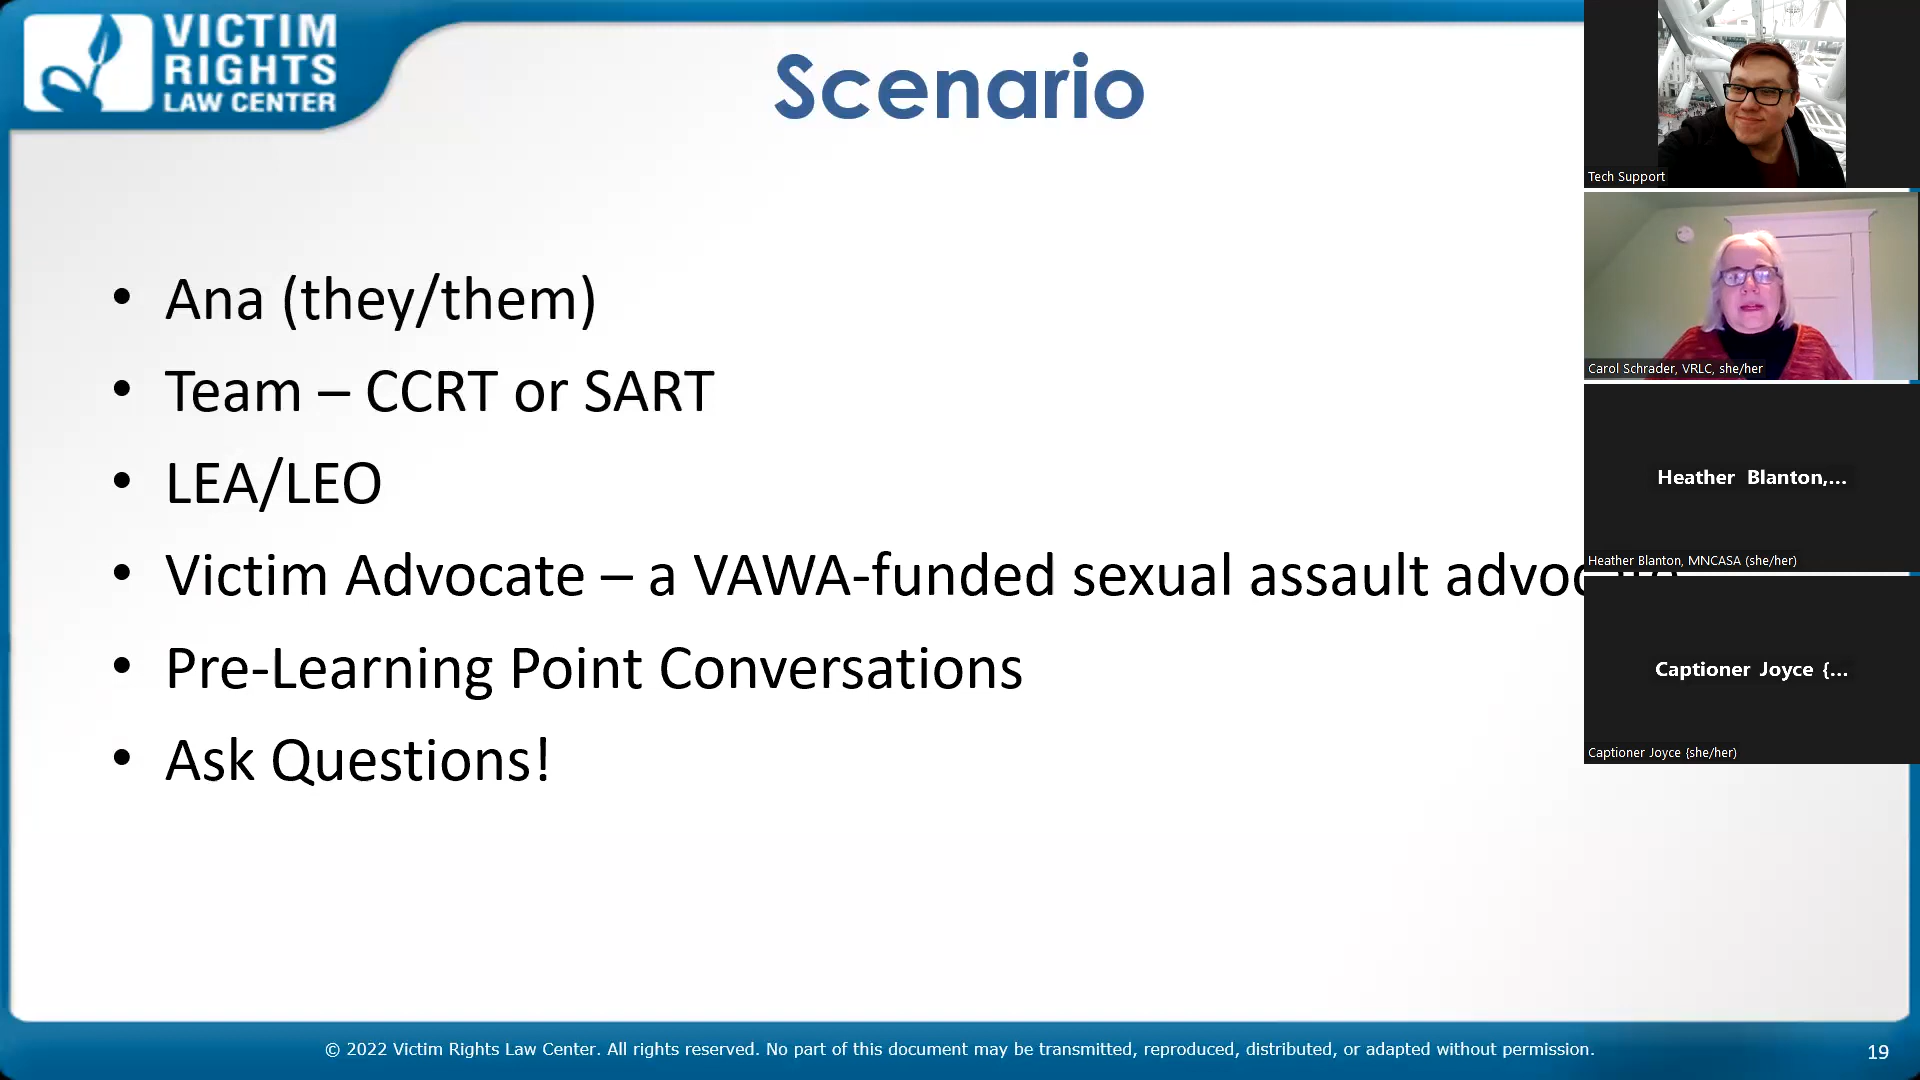 VICTIM
RIGHTS
LAW CENTER
Scenario
• Ana (they/them)
• Team – CCRT or SART
• LEA/LEO
• Victim Advocate – a VAWA-funded sexual assault
• Pre-Learning Point Conversations
• Ask Questions!
Tech Support
Carol Schrader, VRLC, she/her
Heather Blanton,...
Heather Blanton, MNCASA (she/her)
Captioner Joyce {...
Captioner Joyce {she/her)
© 2022 Victim Rights Law Center. All rights reserved. No part of this document may be transmitted, reproduced, distributed, or adapted without permission.
19